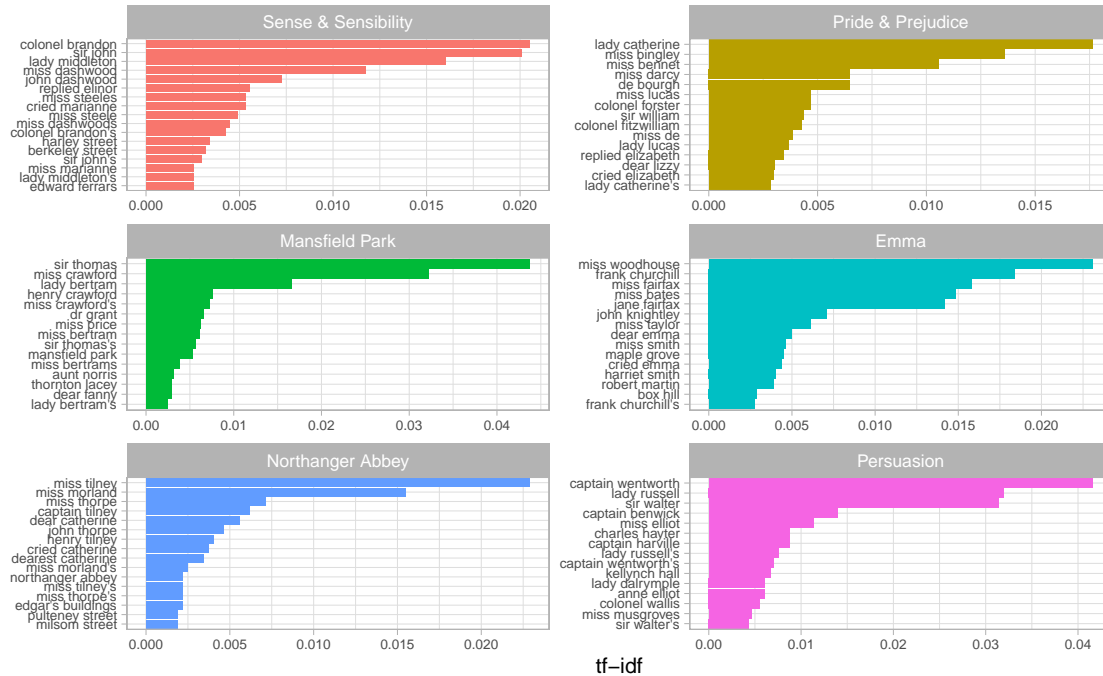 Sense & Sensibility
colonel brandon
sir john
lady middleton
miss dashwood
john dashwood
replied elinor
miss steeles
cried marianne
miss steele
miss dashwoods
colonel brandon's
harley street
berkeley street
sir john's
miss marianne
lady middleton's
edward ferrars
0.000 0.005 0.010 0.015 0.020
Pride & Prejudice
lady catherine
miss bingley
miss bennet
miss darcy
de bourgh
miss lucas
colonel forster
sir william
colonel fitzwilliam
miss de
lady lucas
replied elizabeth
dear lizzy
cried elizabeth
lady catherine's
0.000 0.005 0.010 0.015
Mansfield Park
sir thomas
miss crawford
lady bertram
henry crawford
miss crawford's
dr grant
miss price
miss bertram
sir thomas's
mansfield park
miss bertrams
aunt norris
thornton lacey
dear fanny
lady bertram's
0.00 0.01 0.02 0.03 0.04
Emma
miss woodhouse
frank churchill
miss fairfax
miss bates
jane fairfax
john knightley
miss taylor
dear emma
miss smith
maple grove
cried emma
harriet smith
robert martin
box hill
frank churchill's
0.000 0.005 0.010 0.015 0.020
Northanger Abbey
miss tilney
miss morland
miss thorpe
captain tilney
dear catherine
john thorpe
henry tilney
cried catherine
dearest catherine
miss morland's
northanger abbey
miss tilney's
miss thorpe's
edgar's buildings
pulteney street
milsom street
0.000 0.005 0.010 0.015 0.020
Persuasion
captain wentworth
lady russell
sir walter
captain benwick
miss elliot
charles hayter
captain harville
lady russell's
captain wentworth's
kellynch hall
lady dalrymple
anne elliot
colonel wallis
miss musgroves
sir walter's
0.00 0.01 0.02 0.03 0.04
tf−idf